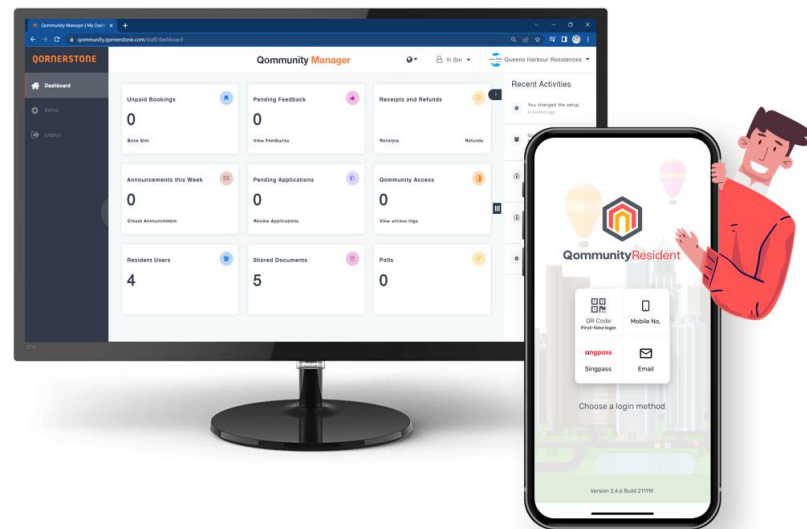 Qommunity Manager | My Dash
qommunity.qornerstone.com/staff/dashboard
QORNERSTONE
Qommunity Manager
Yi Sin
Queens Harbour Residences
Dashboard
Setup
Logout
Unpaid Bookings
0
Book Slot
Pending Feedback
0
View Feedbacks
Receipts and Refunds
Receipts
Refunds
Announcements this Week
0
Create Announcement
Pending Applications
0
Review Applications
Qommunity Access
0
View access logs
Resident Users
4
Shared Documents
5
Polls
0
Recent Activities
You changed the setup
QommunityResident
QR Code
First-time login
Mobile No.
singpass
Singpass
Email
Choose a login method
Version 2.4.6 Build 211119